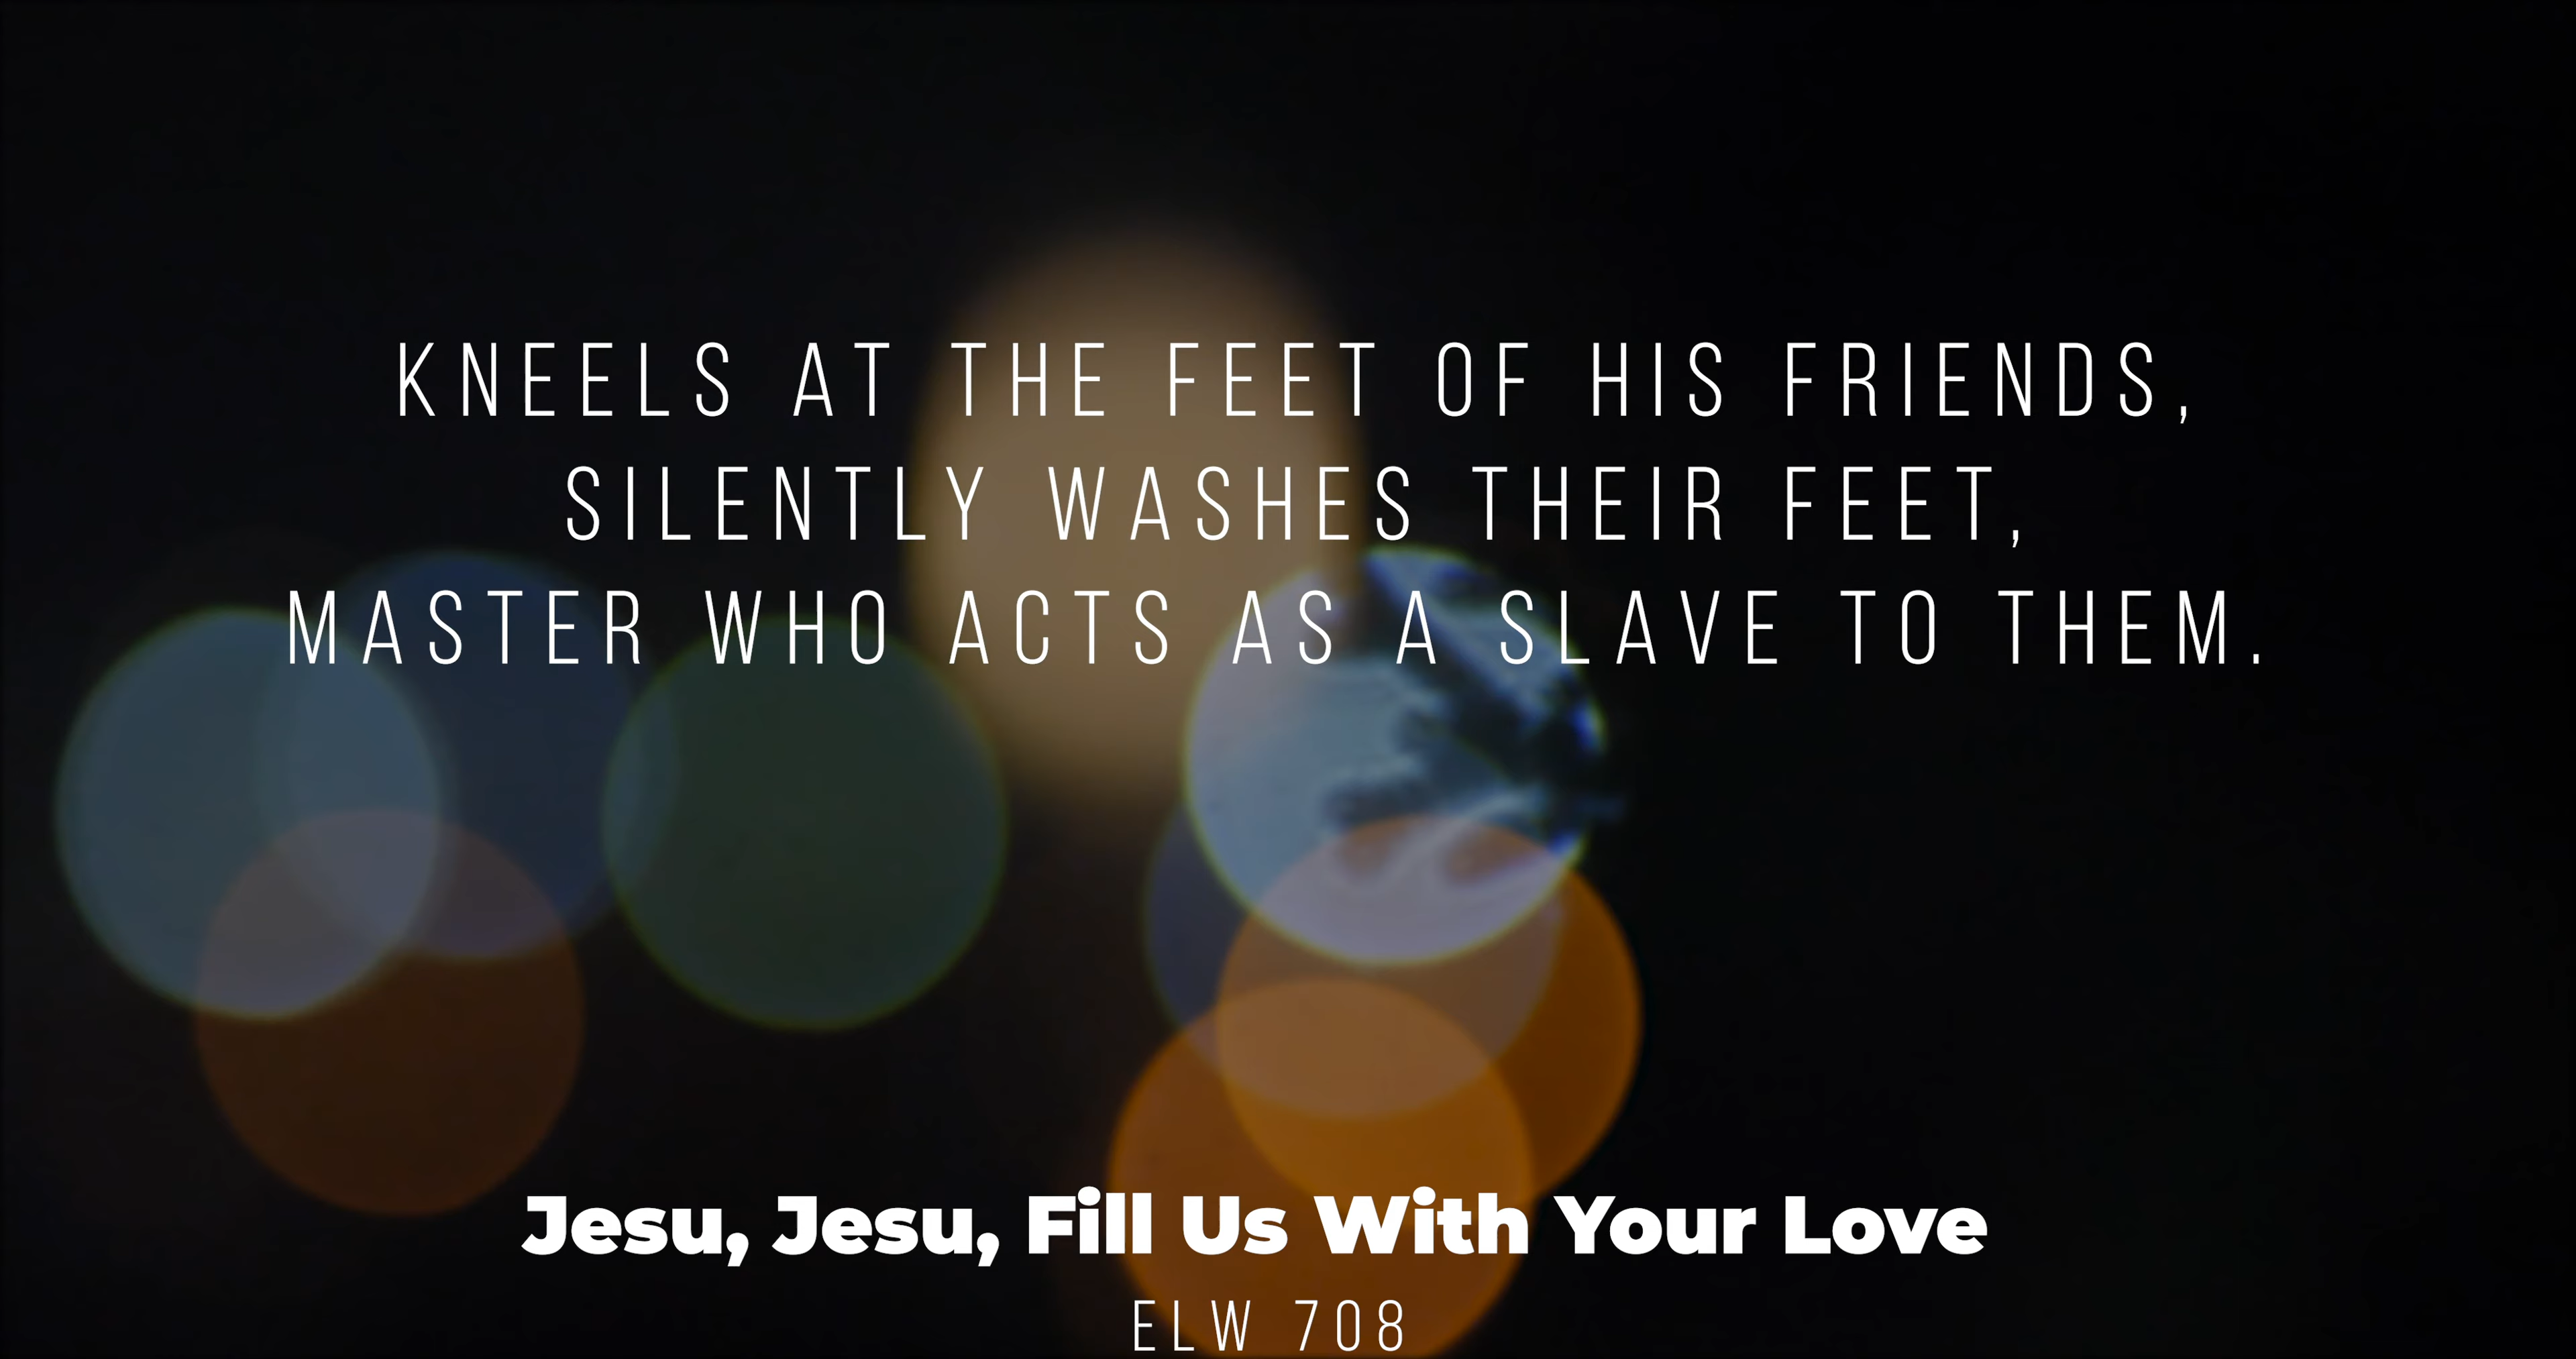 KNEELS AT THE FEET OF HIS FRIENDS,
SILENTLY WASHES THEIR FEET,
MASTER WHO ACTS AS A SLAVE TO THEM.
Jesu, Jesu, Fill Us With Your Love
ELW 708